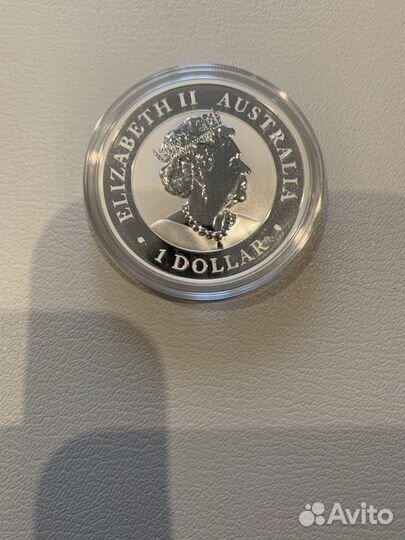 ELIZABETH II AUSTRALIA
1 DOLLAR
Avito